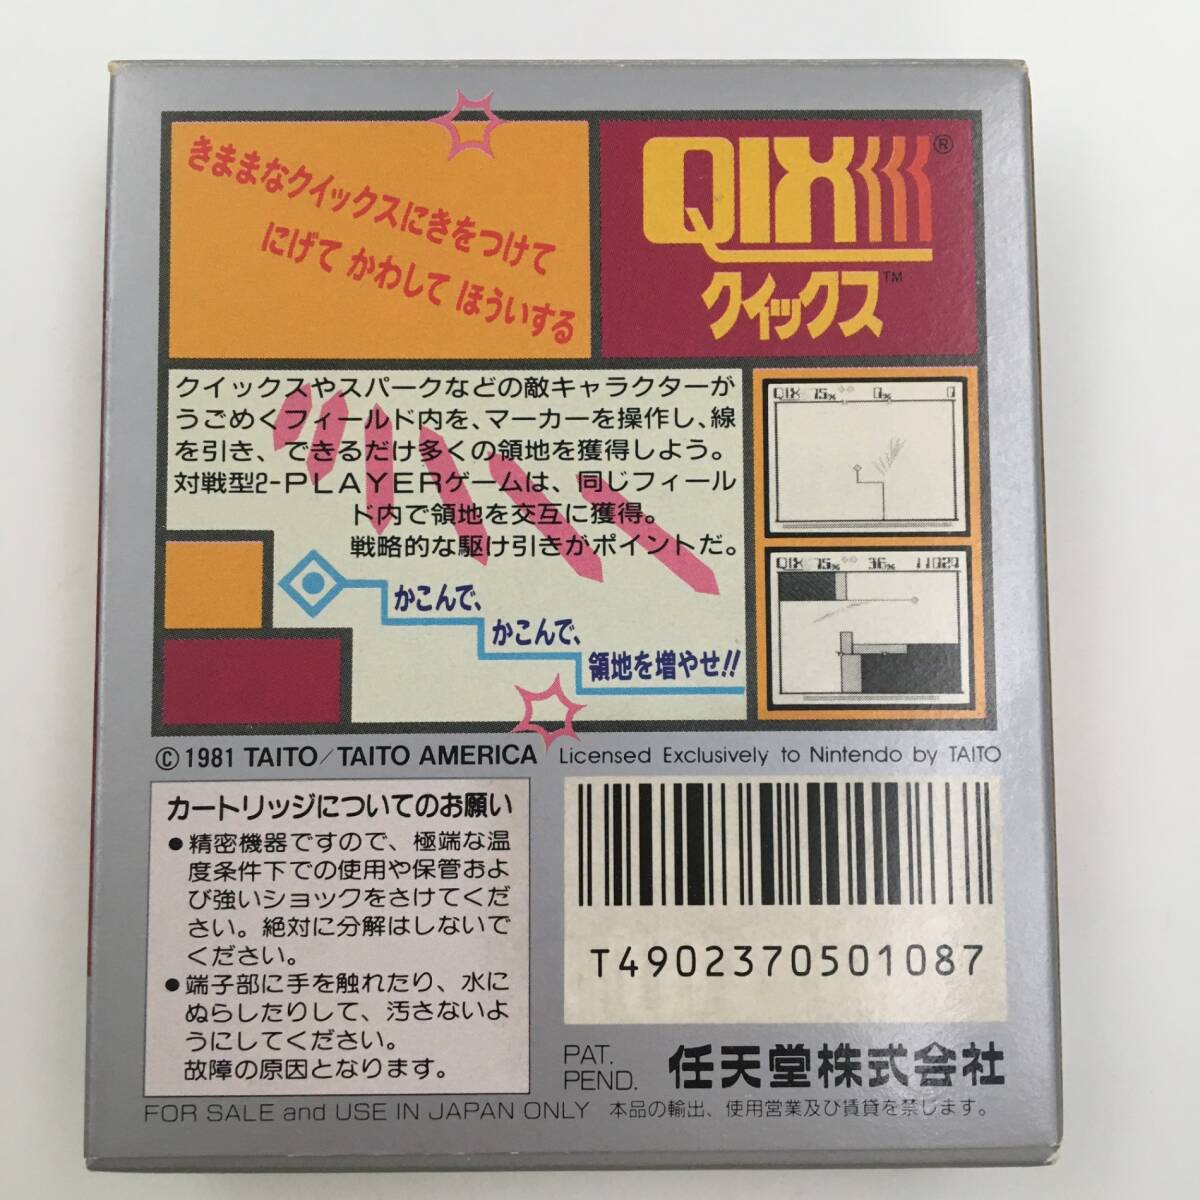 きままなクイックスにきをつけて
にげて かわして ほういする
QIX®
クイックス™
クイックスやスパークなどの敵キャラクターが
うごめくフィールド内を、マーカーを操作し、線
を引き、できるだけ多くの領地を獲得しよう。
対戦型2-PLAYERゲームは、同じフィール
ド内で領地を交互に獲得。
戦略的な駆け引きがポイントだ。
かこんで、
かこんで、
領地を増やせ!!
QIX 75% 0% 0
QIX 75% 36% 11029
© 1981 TAITO/TAITO AMERICA Licensed Exclusively to Nintendo by TAITO
カートリッジについてのお願い
●精密機器ですので、極端な温
度条件下での使用や保管およ
び強いショックをさけてくだ
さい。絶対に分解はしないで
ください。
●端子部に手を触れたり、水に
ぬらしたりして、汚さないよ
うにしてください。
故障の原因となります。
T4902370501087
PAT.
PEND.
任天堂株式会社
FOR SALE and USE IN JAPAN ONLY 本品の輸出、使用営業及び賃貸を禁じます。